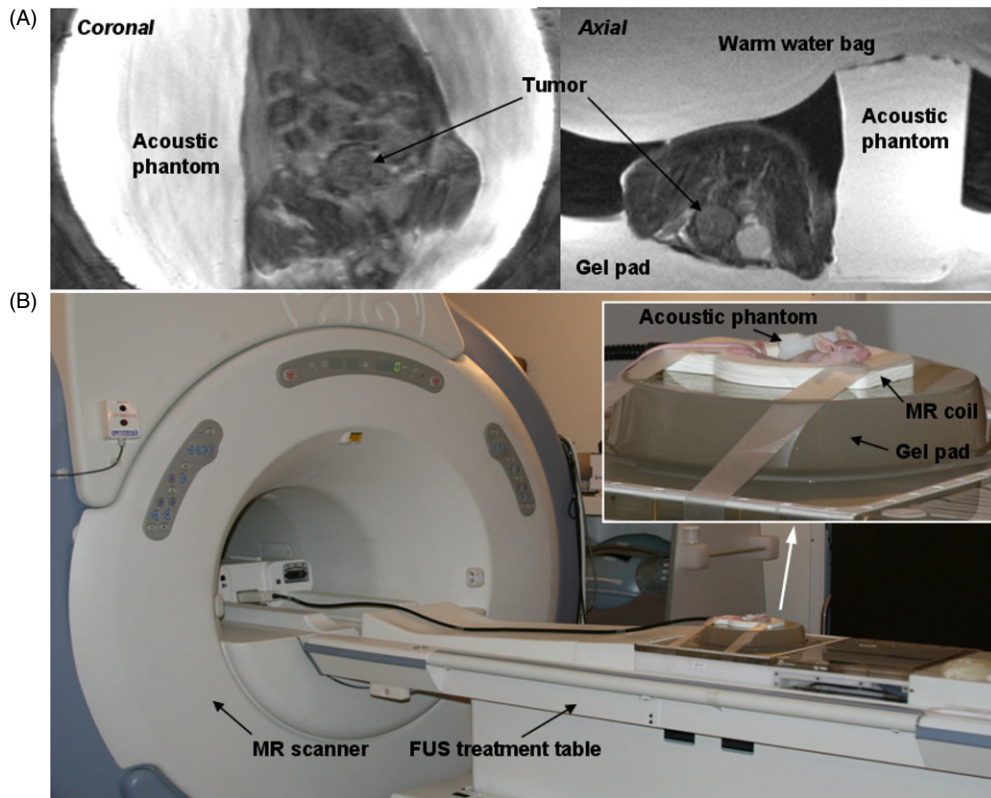 (A)
Coronal
Axial
Warm water bag
Tumor
Acoustic
phantom
Acoustic
phantom
Gel pad
(B)
Acoustic phantom
MR coil
Gel pad
MR scanner
FUS treatment table